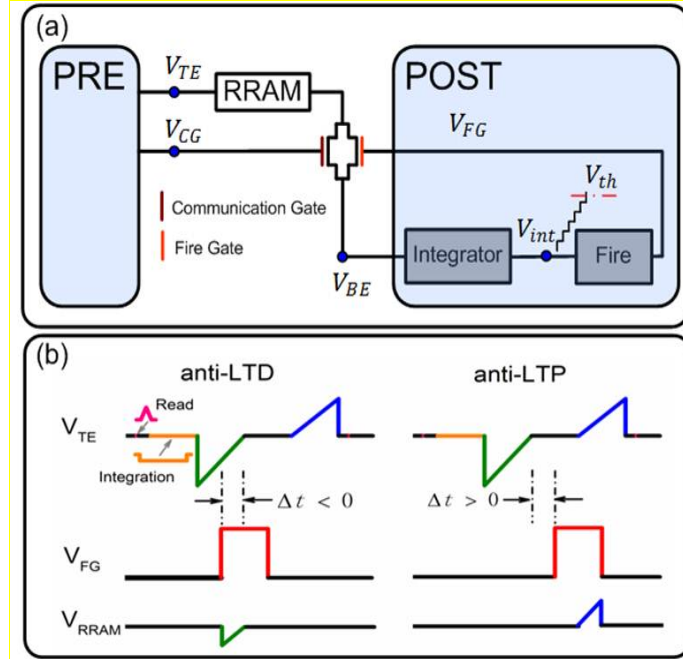 (a)
PRE
POST
V_TE
RRAM
V_CG
V_FG
V_th
Communication Gate
Fire Gate
V_int
Integrator
Fire
V_BE
(b)
anti-LTD
anti-LTP
Read
V_TE
Integration
Δt < 0
Δt > 0
V_FG
V_RRAM